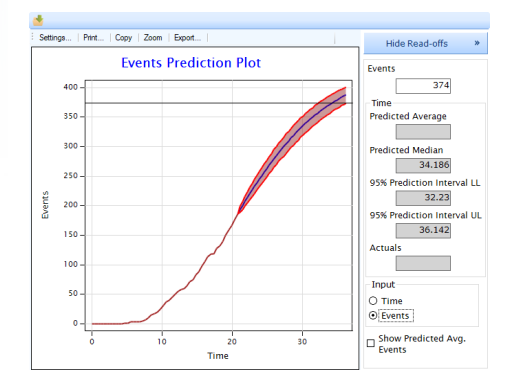 Settings... Print... Copy Zoom Export...
Hide Read-offs »
Events Prediction Plot
Events
374
Time
Predicted Average
Predicted Median
34.186
95% Prediction Interval LL
32.23
95% Prediction Interval UL
36.142
Actuals
Input
Time
Events
Show Predicted Avg.
Events
400
350
300
250
200
150
100
50
0
Events
0 10 20 30
Time